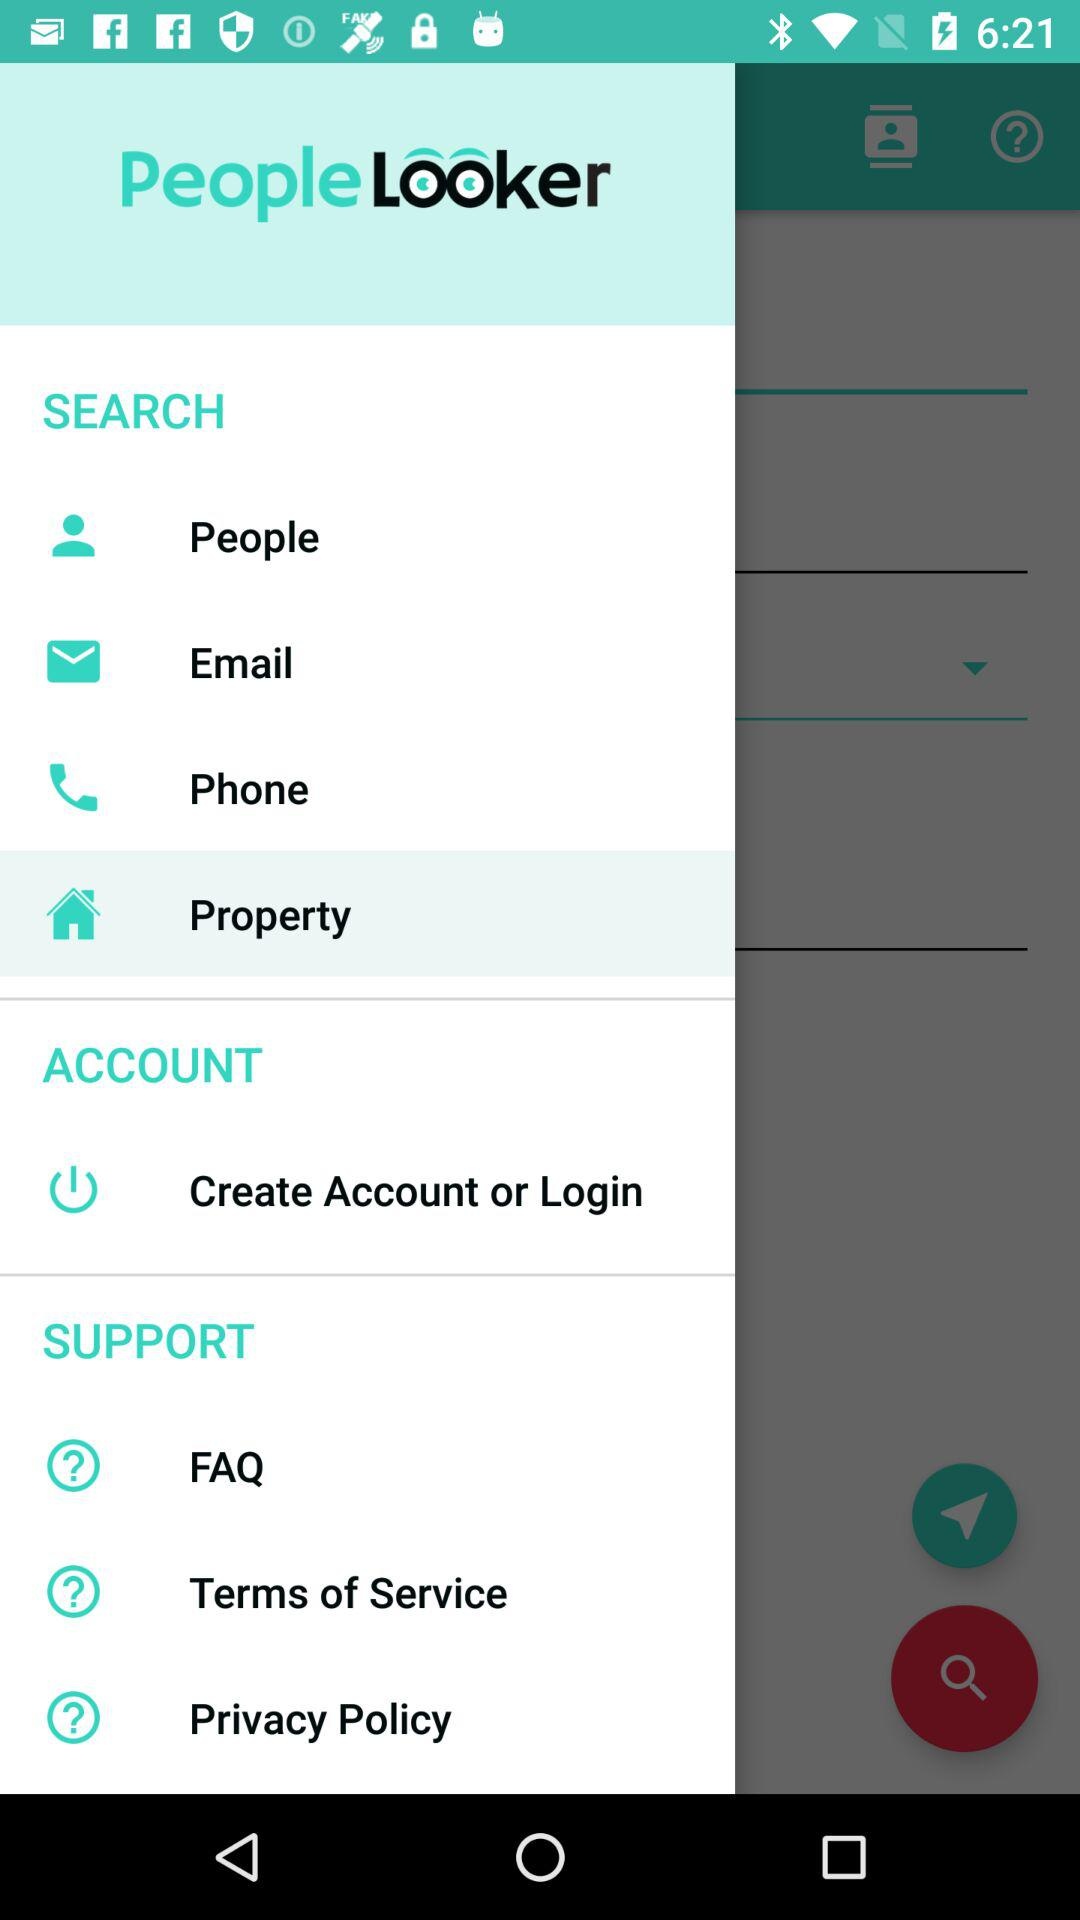 FAKE
6:21
PeopleLooker
SEARCH
People
Email
Phone
Property
ACCOUNT
Create Account or Login
SUPPORT
FAQ
Terms of Service
Privacy Policy